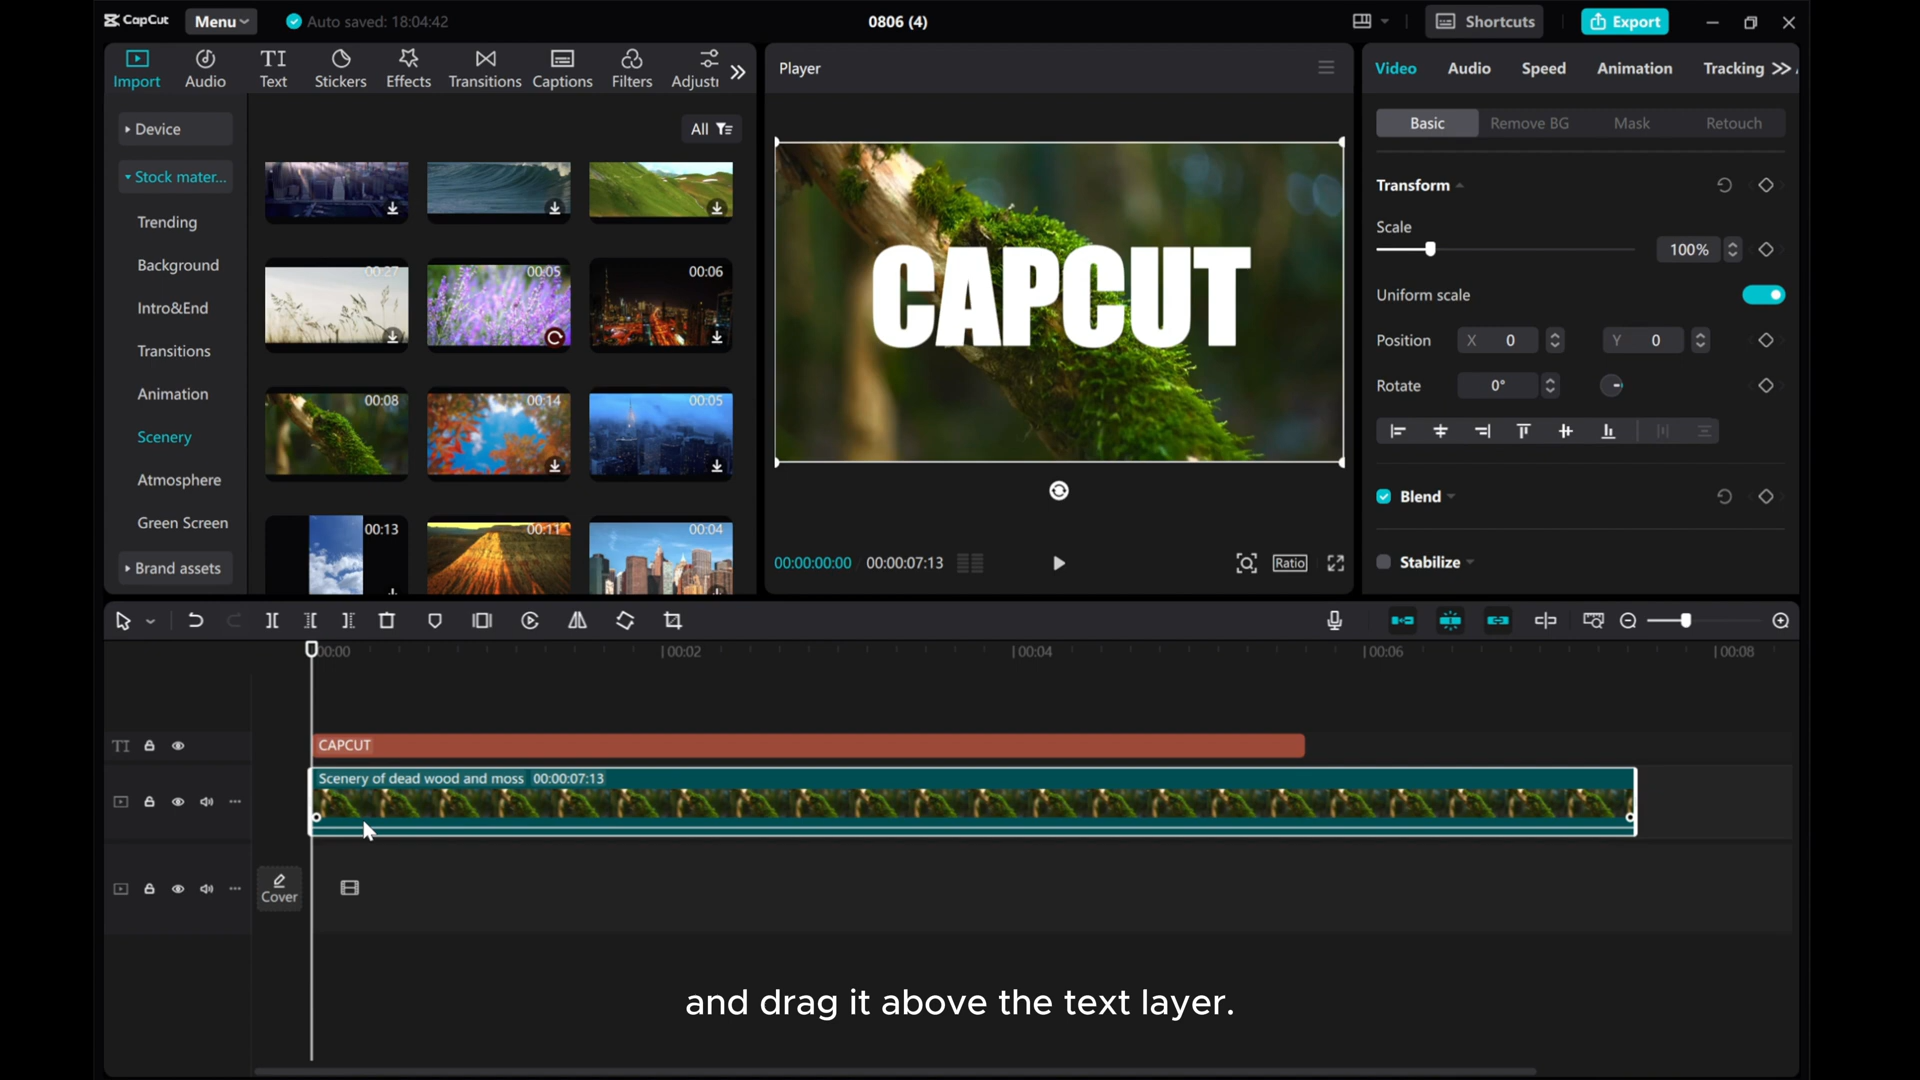 CapCut
Menu
Auto saved: 18:04:42
0806 (4)
Shortcuts
Export
Import
Audio
Text
Stickers
Effects
Transitions
Captions
Filters
Adjustı
Player
Video
Audio
Speed
Animation
Tracking
Device
Stock mater...
Trending
Background
Intro&End
Transitions
Animation
Scenery
Atmosphere
Green Screen
Brand assets
All
00:27
00:05
00:06
00:08
00:14
00:05
00:13
00:11
00:04
CAPCUT
00:00:00:00
00:00:07:13
Ratio
Basic
Remove BG
Mask
Retouch
Transform
Scale
100%
Uniform scale
Position
X 0
Y 0
Rotate
0°
Blend
Stabilize
00:00
00:02
00:04
00:06
00:08
TI
CAPCUT
Scenery of dead wood and moss 00:00:07:13
Cover
and drag it above the text layer.